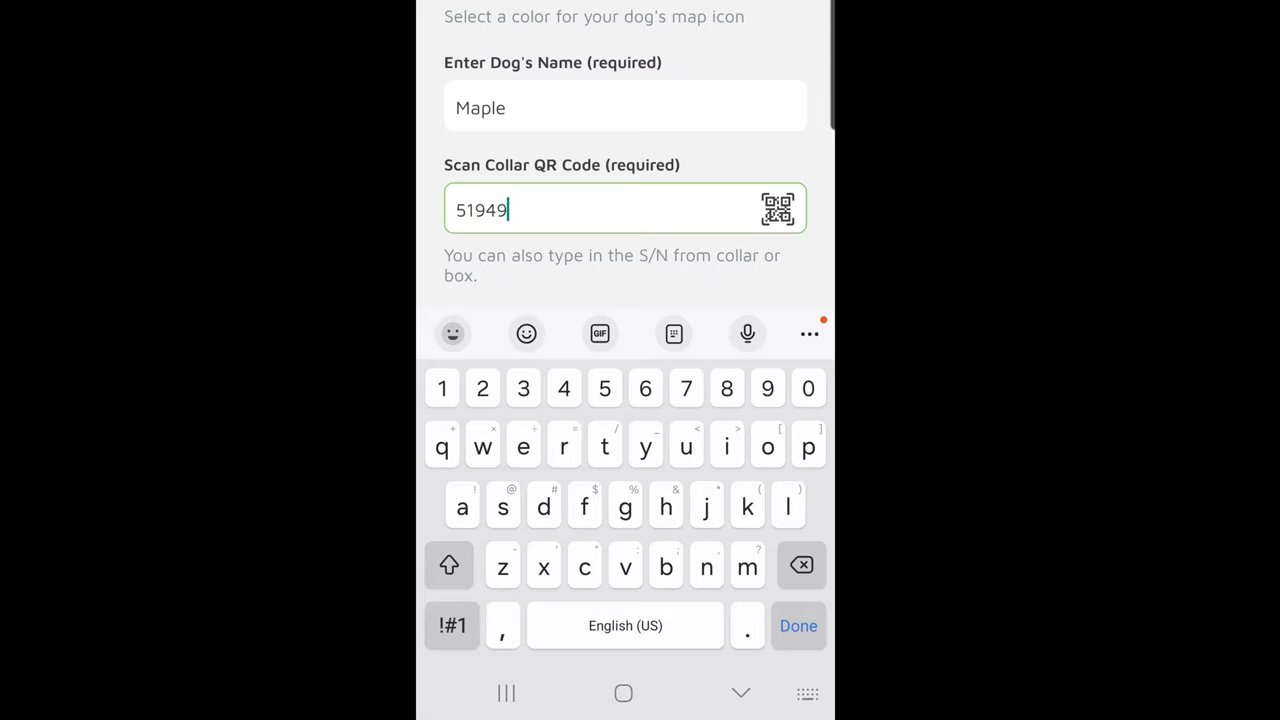 Select a color for your dog's map icon
Enter Dog's Name (required)
Maple
Scan Collar QR Code (required)
51949
You can also type in the S/N from collar or
box.
GIF
1 2 3 4 5 6 7 8 9 0
+ × ÷ = / _ < > [ ]
q w e r t y u i o p
! @ # $ % & * ( )
a s d f g h j k l
- ' " : ; , ?
z x c v b n m
!#1 , English (US) . Done